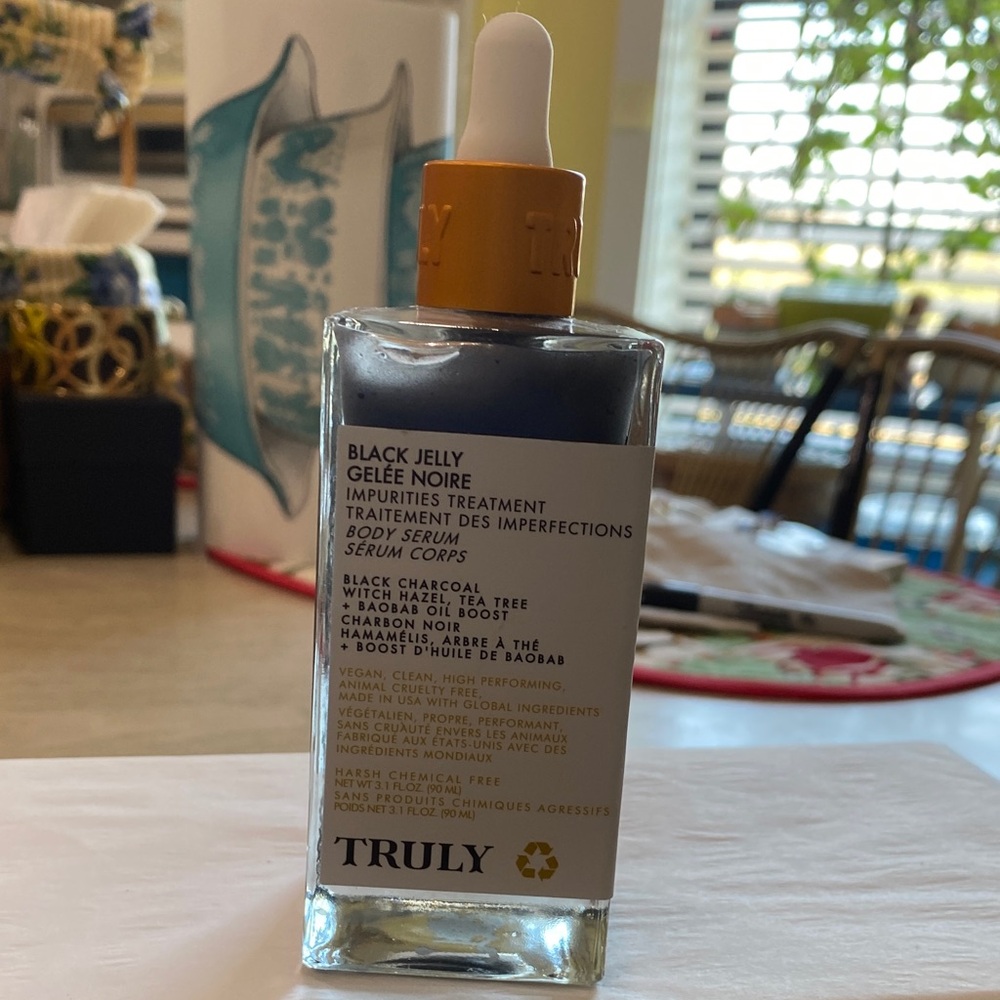 BLACK JELLY
GELÉE NOIRE
IMPURITIES TREATMENT
TRAITEMENT DES IMPERFECTIONS
BODY SERUM
SÉRUM CORPS
BLACK CHARCOAL
WITCH HAZEL, TEA TREE
+ BAOBAB OIL BOOST
CHARBON NOIR
HAMAMÉLIS, ARBRE À THÉ
+ BOOST D'HUILE DE BAOBAB
VEGAN, CLEAN, HIGH PERFORMING,
ANIMAL CRUELTY FREE,
MADE IN USA WITH GLOBAL INGREDIENTS
VÉGÉTALIEN, PROPRE, PERFORMANT,
SANS CRUAUTÉ ENVERS LES ANIMAUX
FABRIQUÉ AUX ÉTATS-UNIS AVEC DES
INGRÉDIENTS MONDIAUX
HARSH CHEMICAL FREE
NET WT 3.1 FL.OZ. (90 ML)
SANS PRODUITS CHIMIQUES AGRESSIFS
POIDS NET 3.1 FL.OZ. (90 ML)
TRULY